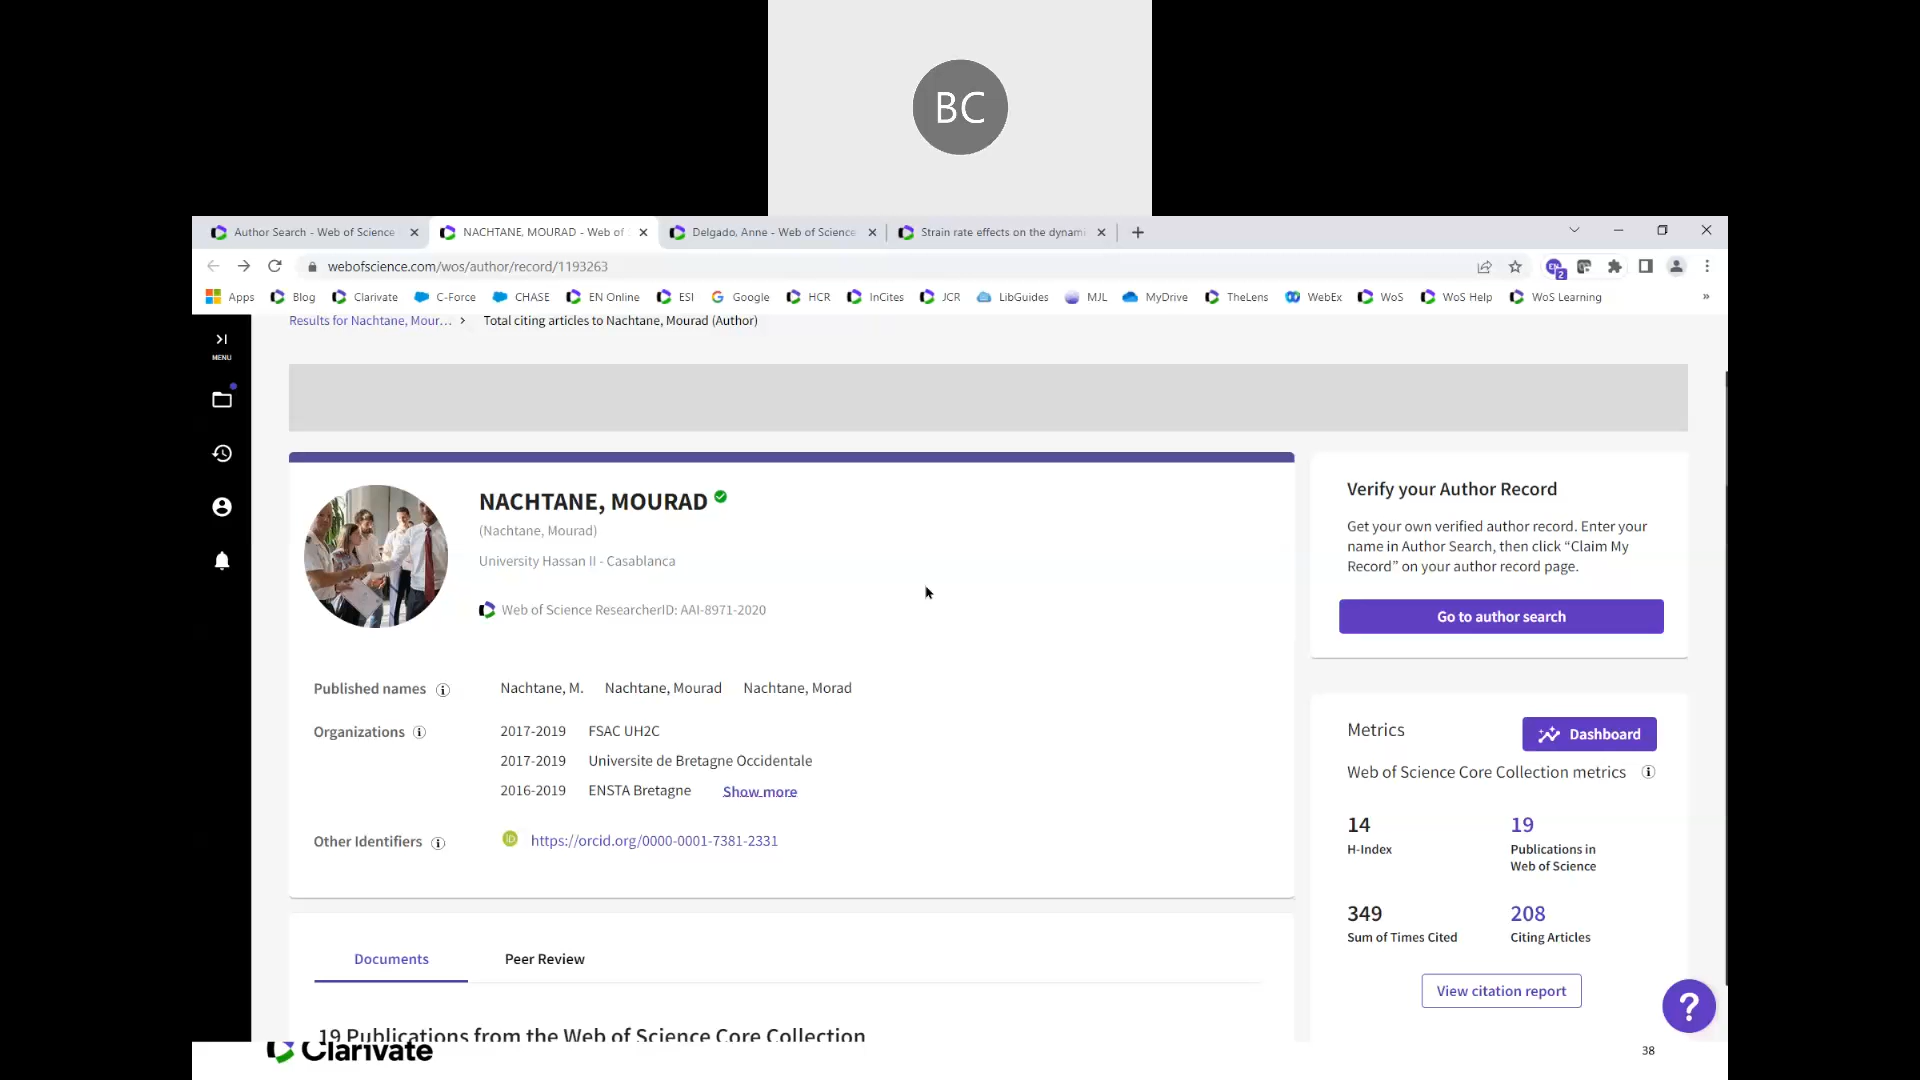 BC
Author Search - Web of Science
NACHTANE, MOURAD - Web of
Delgado, Anne - Web of Science
Strain rate effects on the dynami
webofscience.com/wos/author/record/1193263
2
Apps Blog Clarivate C-Force CHASE EN Online ESI Google HCR InCites JCR LibGuides MJL MyDrive TheLens WebEx WoS WoS Help WoS Learning »
MENU
Results for Nachtane, Mour... > Total citing articles to Nachtane, Mourad (Author)
NACHTANE, MOURAD
(Nachtane, Mourad)
University Hassan II - Casablanca
Web of Science ResearcherID: AAI-8971-2020
Published names Nachtane, M. Nachtane, Mourad Nachtane, Morad
Organizations 2017-2019 FSAC UH2C
2017-2019 Universite de Bretagne Occidentale
2016-2019 ENSTA Bretagne Show more
Other Identifiers iD https://orcid.org/0000-0001-7381-2331
Documents Peer Review
19 Publications from the Web of Science Core Collection
Verify your Author Record
Get your own verified author record. Enter your
name in Author Search, then click “Claim My
Record” on your author record page.
Go to author search
Metrics Dashboard
Web of Science Core Collection metrics
14 19
H-Index Publications in
Web of Science
349 208
Sum of Times Cited Citing Articles
View citation report
?
Clarivate
38